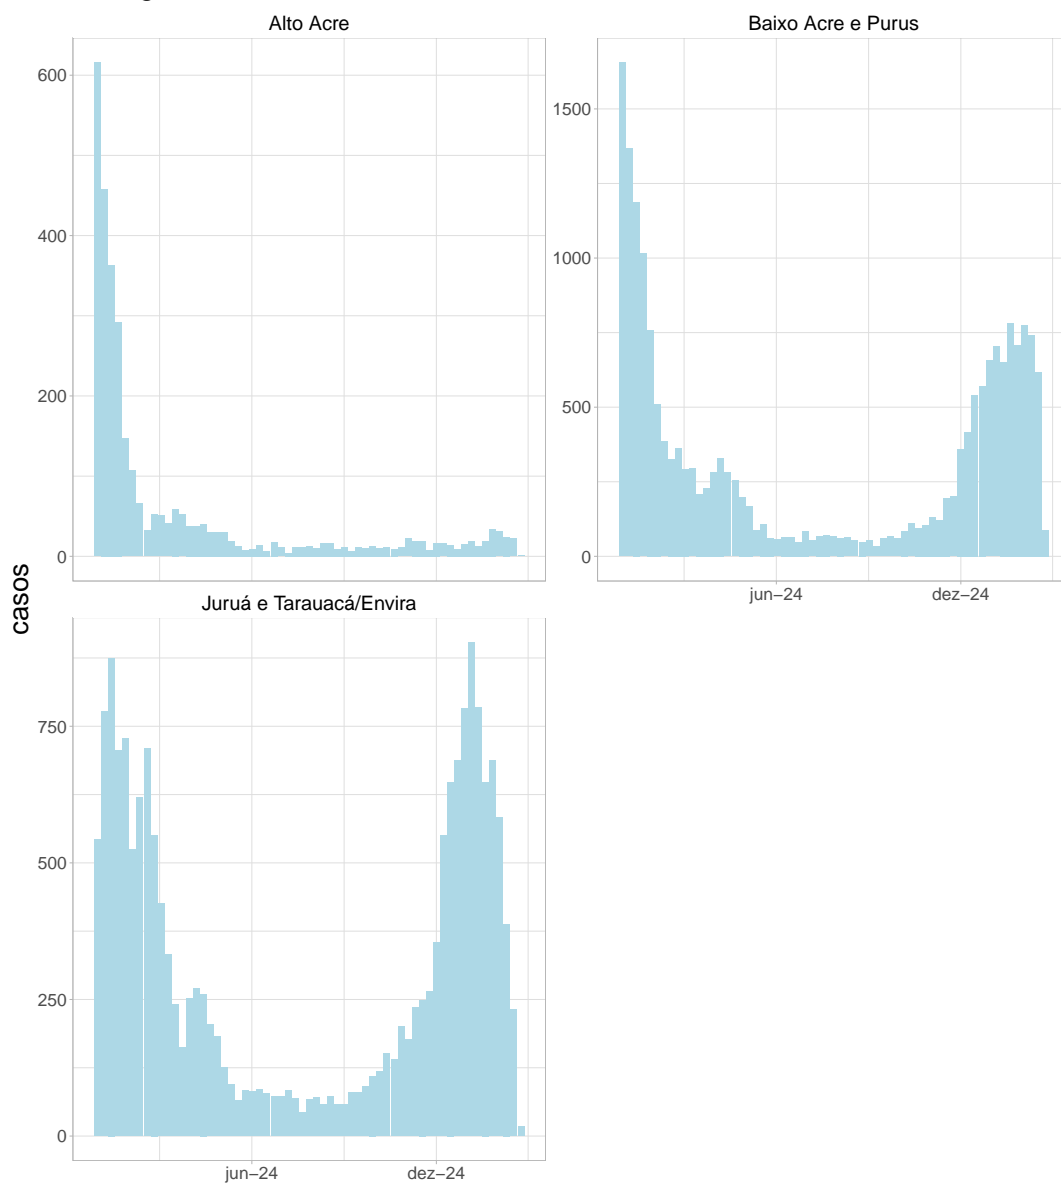 Alto Acre
Baixo Acre e Purus
600
400
200
0
1500
1000
500
0
jun−24
dez−24
casos
Juruá e Tarauacá/Envira
750
500
250
0
jun−24
dez−24